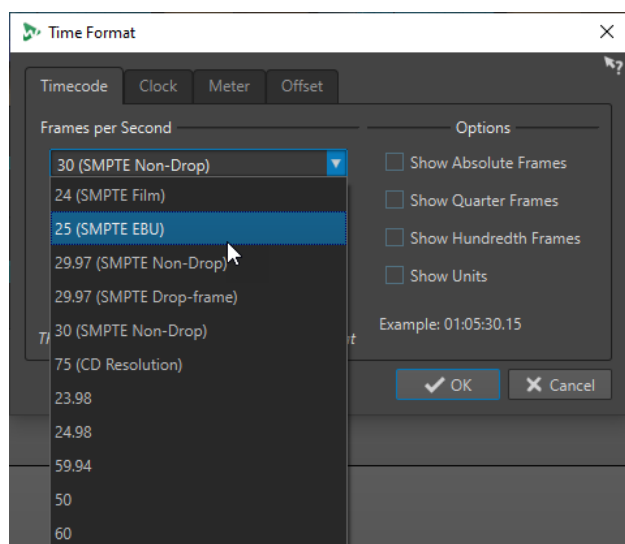 Time Format
Timecode Clock Meter Offset
Frames per Second
Options
30 (SMPTE Non-Drop)
Show Absolute Frames
24 (SMPTE Film)
Show Quarter Frames
25 (SMPTE EBU)
Show Hundredth Frames
29.97 (SMPTE Non-Drop)
Show Units
29.97 (SMPTE Drop-frame)
Example: 01:05:30.15
30 (SMPTE Non-Drop)
75 (CD Resolution)
OK Cancel
23.98
24.98
59.94
50
60